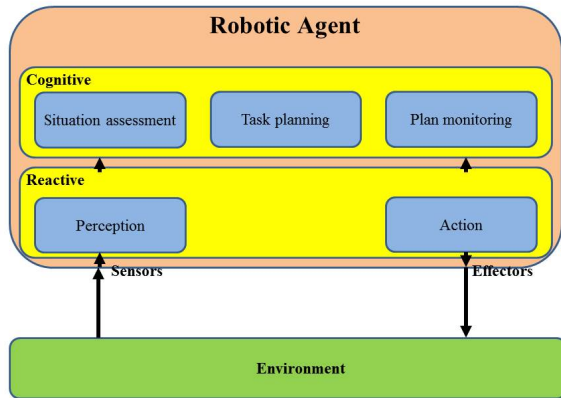 Robotic Agent
Cognitive
Situation assessment
Task planning
Plan monitoring
Reactive
Perception
Action
Sensors
Effectors
Environment